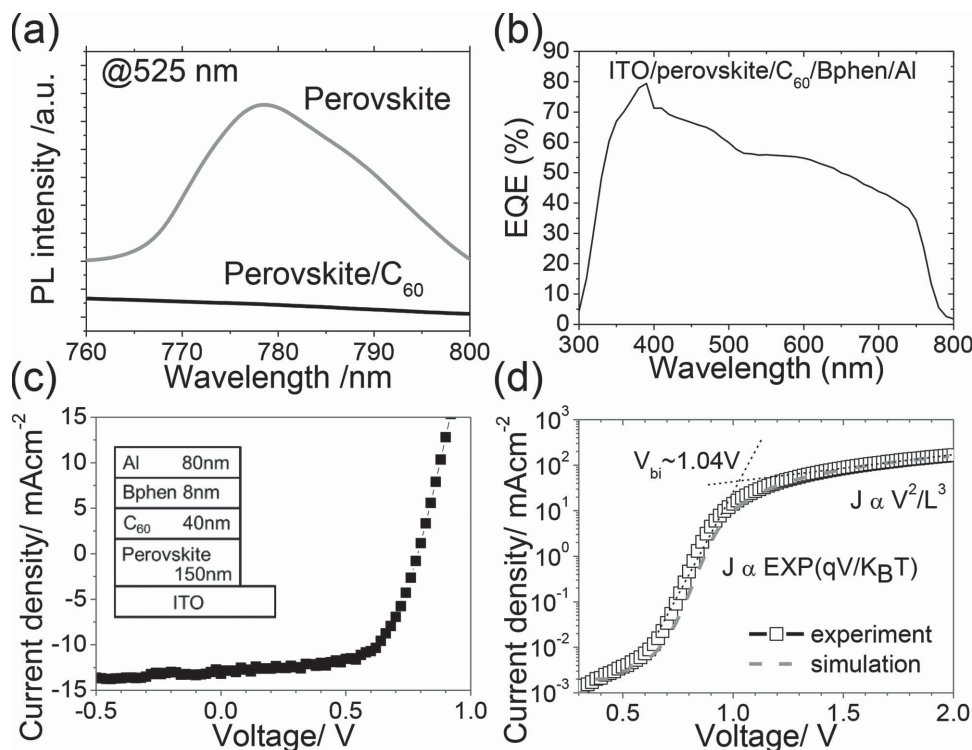 (a)
@525 nm
Perovskite
Perovskite/C60
PL intensity /a.u.
760 770 780 790 800
Wavelength /nm
(b)
ITO/perovskite/C60/Bphen/Al
EQE (%)
90
80
70
60
50
40
30
20
10
0
300 400 500 600 700 800
Wavelength (nm)
(c)
Current density/ mAcm-2
15
10
5
0
-5
-10
-15
Al 80nm
Bphen 8nm
C60 40nm
Perovskite
150nm
ITO
-0.5 0.0 0.5 1.0
Voltage/ V
(d)
Current density/ mAcm-2
10^3
10^2
10^1
10^0
10^-1
10^-2
10^-3
Vbi~1.04V
J α V^2/L^3
J α EXP(qV/KBT)
experiment
simulation
0.5 1.0 1.5 2.0
Voltage/ V